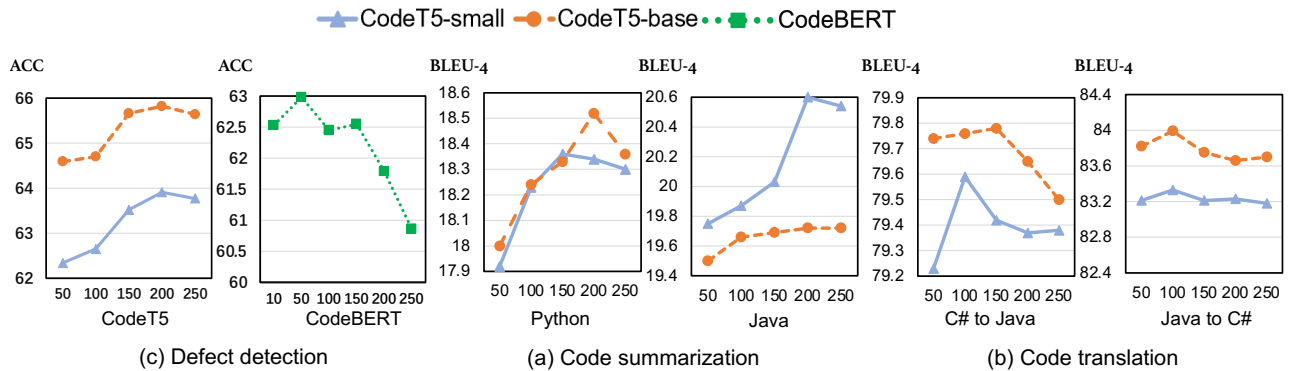 CodeT5-small CodeT5-base CodeBERT
ACC
66
65
64
63
62
50 100 150 200 250
CodeT5
ACC
63
62.5
62
61.5
61
60.5
60
10 50 100 150 200 250
CodeBERT
(c) Defect detection
BLEU-4
18.6
18.5
18.4
18.3
18.2
18.1
18
17.9
50 100 150 200 250
Python
BLEU-4
20.6
20.4
20.2
20
19.8
19.6
19.4
50 100 150 200 250
Java
(a) Code summarization
BLEU-4
79.9
79.8
79.7
79.6
79.5
79.4
79.3
79.2
50 100 150 200 250
C# to Java
BLEU-4
84.4
84
83.6
83.2
82.8
82.4
50 100 150 200 250
Java to C#
(b) Code translation